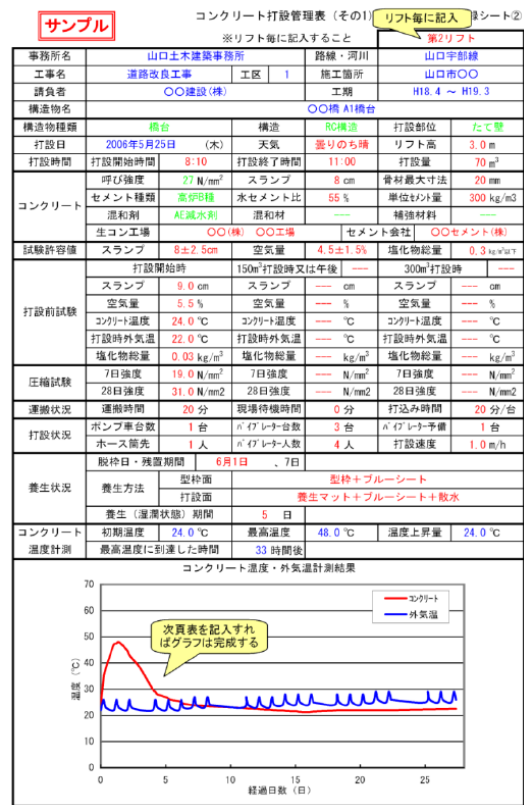 サンプル
コンクリート打設管理表（その1）
録シート②
リフト毎に記入
※リフト毎に記入すること 第2リフト
事務所名 山口土木建築事務所 路線・河川 山口宇部線
工事名 道路改良工事 工区 1 施工箇所 山口市〇〇
請負者 〇〇建設(株) 工期 H18.4 ～ H19.3
構造物名 〇〇橋 A1橋台
構造物種類 橋台 構造 RC構造 打設部位 たて壁
打設日 2006年5月25日 (木) 天気 曇りのち晴 リフト高 3.0 m
打設時間 打設開始時間 8:10 打設終了時間 11:00 打設量 70 m³
コンクリート
呼び強度 27 N/mm² スランプ 8 cm 骨材最大寸法 20 mm
セメント種類 高炉B種 水セメント比 55 % 単位セメント量 300 kg/m3
混和剤 AE減水剤 混和材 --- 補強材料 ---
生コン工場 〇〇(株) 〇〇工場 セメント会社 〇〇セメント(株)
試験許容値 スランプ 8±2.5cm 空気量 4.5±1.5% 塩化物総量 0.3 kg/m³以下
打設前試験
打設開始時 150m³打設時又は午後 --- 300m³打設時 ---
スランプ 9.0 cm スランプ --- cm スランプ --- cm
空気量 5.5 % 空気量 --- % 空気量 --- %
コンクリート温度 24.0 ℃ コンクリート温度 --- ℃ コンクリート温度 --- ℃
打設時外気温 22.0 ℃ 打設時外気温 --- ℃ 打設時外気温 --- ℃
塩化物総量 0.03 kg/m³ 塩化物総量 --- kg/m³ 塩化物総量 --- kg/m³
圧縮試験
7日強度 19.0 N/mm² 7日強度 --- N/mm² 7日強度 --- N/mm²
28日強度 31.0 N/mm2 28日強度 --- N/mm2 28日強度 --- N/mm2
運搬状況 運搬時間 20 分 現場待機時間 0 分 打込み時間 20 分/台
打設状況
ポンプ車台数 1 台 バイブレーター台数 3 台 バイブレーター予備 1 台
ホース筒先 1 人 バイブレーター人数 4 人 打設速度 1.0 m/h
養生状況
脱枠日・残置期間 6月1日 、7日
養生方法
型枠面 型枠＋ブルーシート
打設面 養生マット＋ブルーシート＋散水
養生（湿潤状態）期間 5 日
コンクリート温度計測
初期温度 24.0 ℃ 最高温度 48.0 ℃ 温度上昇量 24.0 ℃
最高温度に到達した時間 33 時間後
コンクリート温度・外気温計測結果
70
60
50
40
30
20
10
0
温度（℃）
コンクリート
外気温
次頁表を記入すれ
ばグラフは完成する
0 5 10 15 20 25
経過日数（日）